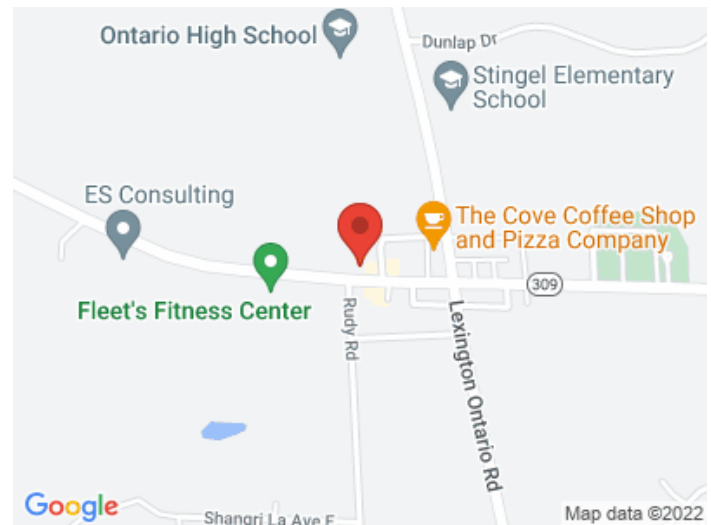 Ontario High School
Dunlap Dr
Stingel Elementary
School
ES Consulting
The Cove Coffee Shop
and Pizza Company
309
Fleet's Fitness Center
Rudy Rd
Lexington Ontario Rd
Google
Shangri La Ave E
Map data ©2022